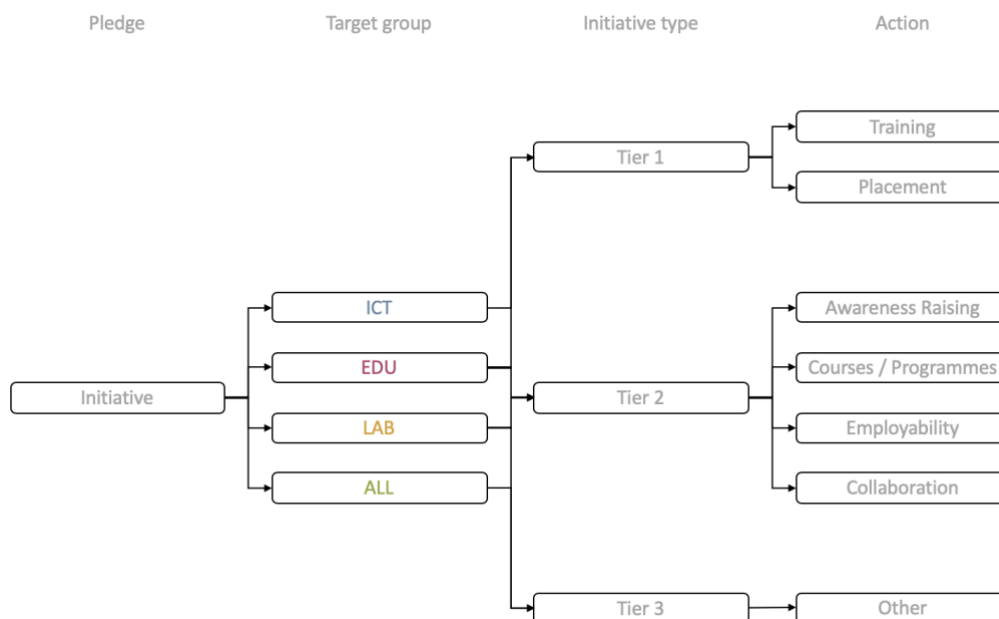 Pledge
Target group
Initiative type
Action
Training
Tier 1
Placement
ICT
Awareness Raising
EDU
Courses / Programmes
Initiative
Tier 2
LAB
Employability
ALL
Collaboration
Tier 3
Other